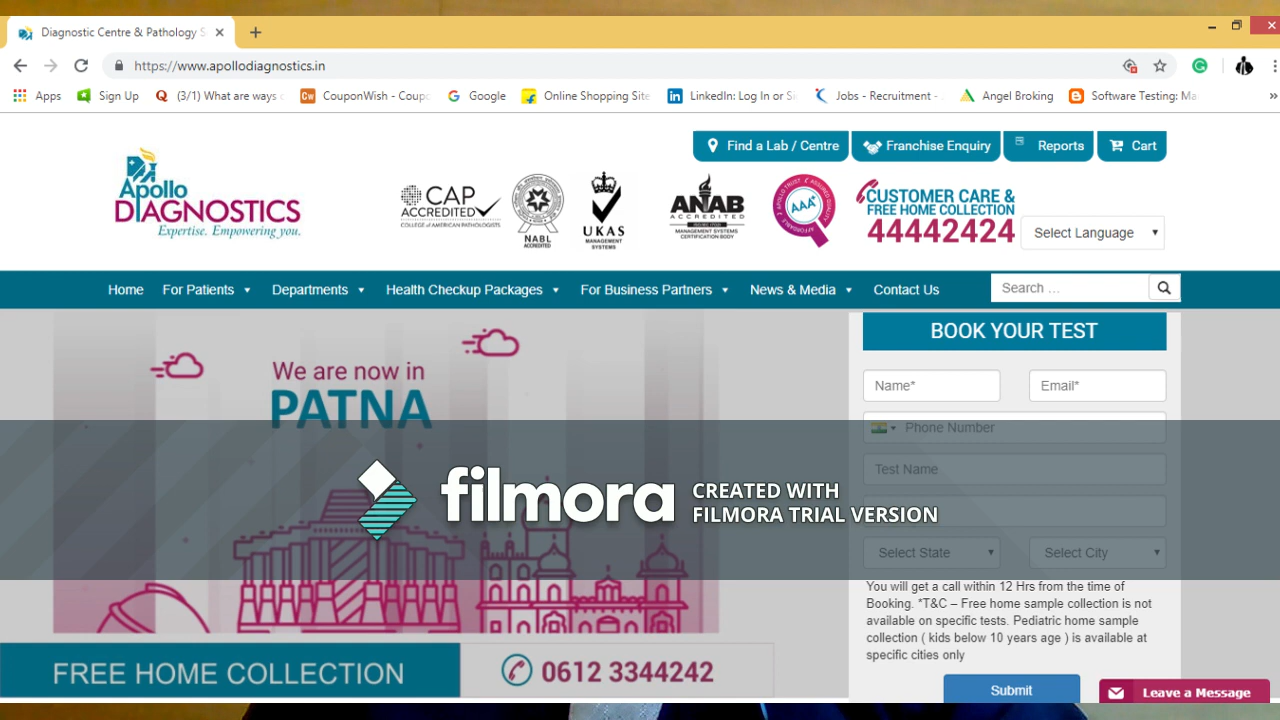 Diagnostic Centre & Pathology S
https://www.apollodiagnostics.in
Apps
Sign Up
(3/1) What are ways
CouponWish - Coup
Google
Online Shopping Site
LinkedIn: Log In or Si
Jobs - Recruitment -
Angel Broking
Software Testing: Ma
»
Find a Lab / Centre
Franchise Enquiry
Reports
Cart
Apollo
DIAGNOSTICS
Expertise. Empowering you.
CAP
ACCREDITED
COLLEGE of AMERICAN PATHOLOGISTS
NABL
ACCREDITED
UKAS
MANAGEMENT
SYSTEMS
ANAB
ACCREDITED
MANAGEMENT SYSTEMS
CERTIFICATION BODY
APOLLO TRUST
ASSURED QUALITY
AFFORDABLE
AAA
CUSTOMER CARE &
FREE HOME COLLECTION
44442424
Select Language
Home
For Patients
Departments
Health Checkup Packages
For Business Partners
News & Media
Contact Us
Search …
We are now in
PATNA
BOOK YOUR TEST
Name*
Email*
Phone Number
Test Name
Select State
Select City
filmora
CREATED WITH
FILMORA TRIAL VERSION
You will get a call within 12 Hrs from the time of
Booking. *T&C – Free home sample collection is not
available on specific tests. Pediatric home sample
collection ( kids below 10 years age ) is available at
specific cities only
FREE HOME COLLECTION
0612 3344242
Submit
Leave a Message